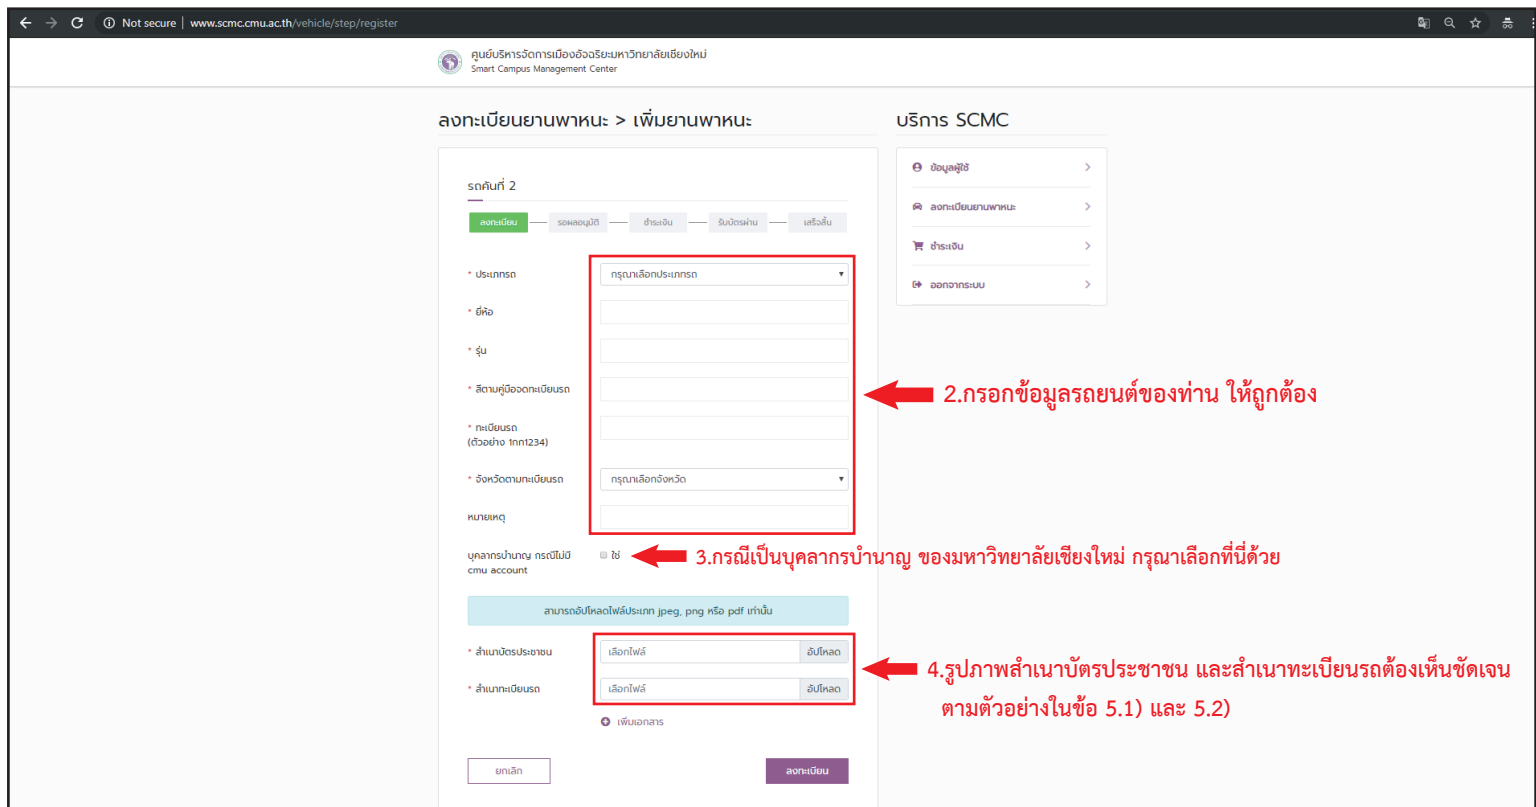 Not secure | www.scmc.cmu.ac.th/vehicle/step/register
ศูนย์บริหารจัดการเมืองอัจฉริยะมหาวิทยาลัยเชียงใหม่
Smart Campus Management Center
ลงทะเบียนยานพาหนะ > เพิ่มยานพาหนะ
รถคันที่ 2
ลงทะเบียน
รอผลอนุมัติ
ชำระเงิน
รับบัตรผ่าน
เสร็จสิ้น
* ประเภทรถ
กรุณาเลือกประเภทรถ
* ยี่ห้อ
* รุ่น
* สีตามคู่มือจดทะเบียนรถ
2.กรอกข้อมูลรถยนต์ของท่าน ให้ถูกต้อง
* ทะเบียนรถ
(ตัวอย่าง 1กก1234)
* จังหวัดตามทะเบียนรถ
กรุณาเลือกจังหวัด
หมายเหตุ
บุคลากรบำนาญ กรณีไม่มี
cmu account
ใช่
3.กรณีเป็นบุคลากรบำนาญ ของมหาวิทยาลัยเชียงใหม่ กรุณาเลือกที่นี่ด้วย
สามารถอัปโหลดไฟล์ประเภท jpeg, png หรือ pdf เท่านั้น
* สำเนาบัตรประชาชน
เลือกไฟล์
อัปโหลด
* สำเนาทะเบียนรถ
เลือกไฟล์
อัปโหลด
4.รูปภาพสำเนาบัตรประชาชน และสำเนาทะเบียนรถต้องเห็นชัดเจน
ตามตัวอย่างในข้อ 5.1) และ 5.2)
เพิ่มเอกสาร
ยกเลิก
ลงทะเบียน
บริการ SCMC
ข้อมูลผู้ใช้
ลงทะเบียนยานพาหนะ
ชำระเงิน
ออกจากระบบ